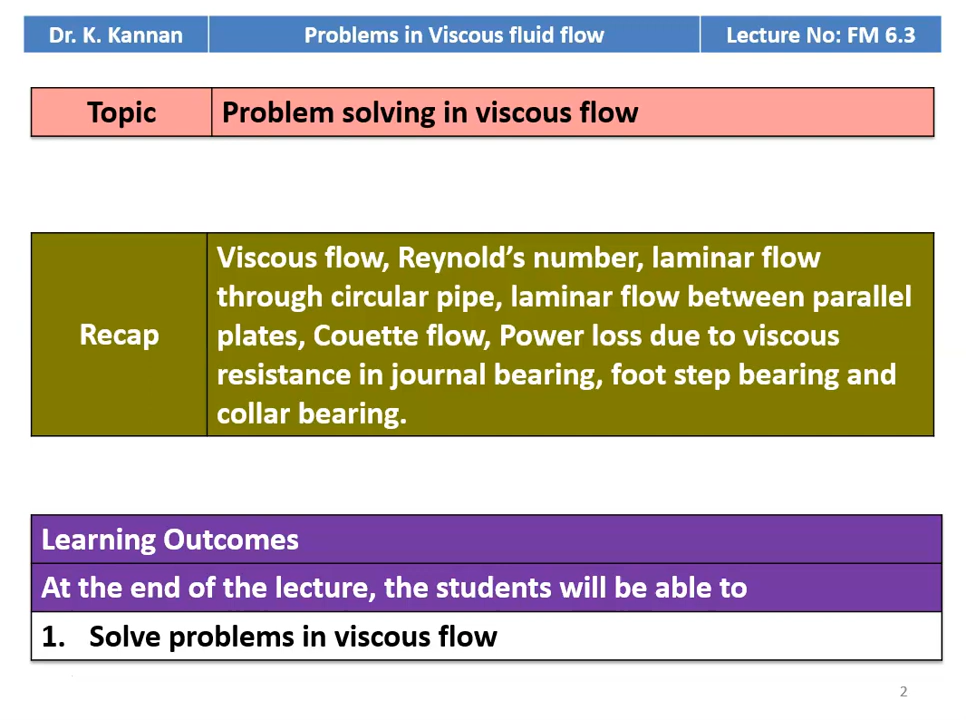 Dr. K. Kannan
Problems in Viscous fluid flow
Lecture No: FM 6.3
Topic
Problem solving in viscous flow
Recap
Viscous flow, Reynold’s number, laminar flow
through circular pipe, laminar flow between parallel
plates, Couette flow, Power loss due to viscous
resistance in journal bearing, foot step bearing and
collar bearing.
Learning Outcomes
At the end of the lecture, the students will be able to
1. Solve problems in viscous flow
2